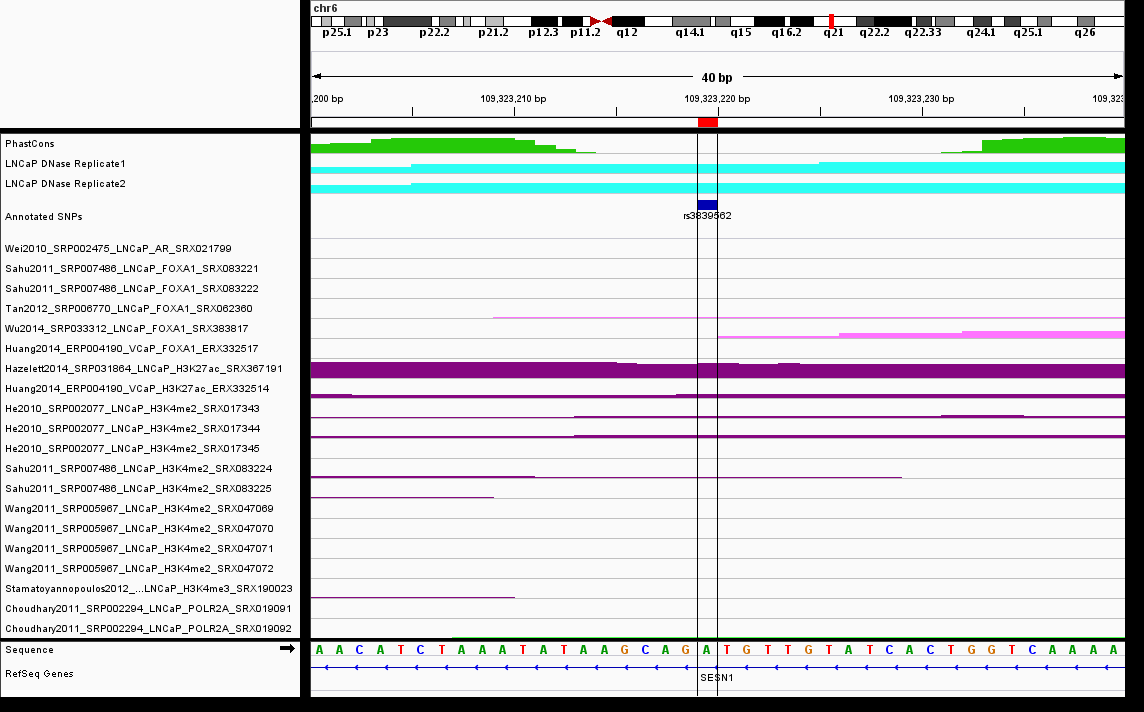 chr6
p25.1 p23 p22.2 p21.2 p12.3 p11.2 q12 q14.1 q15 q16.2 q21 q22.2 q22.33 q24.1 q25.1 q26
40 bp
,200 bp 109,323,210 bp 109,323,220 bp 109,323,230 bp 109,323
PhastCons
LNCaP DNase Replicate1
LNCaP DNase Replicate2
Annotated SNPs
rs3839562
Wei2010_SRP002475_LNCaP_AR_SRX021799
Sahu2011_SRP007486_LNCaP_FOXA1_SRX083221
Sahu2011_SRP007486_LNCaP_FOXA1_SRX083222
Tan2012_SRP006770_LNCaP_FOXA1_SRX062360
Wu2014_SRP033312_LNCaP_FOXA1_SRX383817
Huang2014_ERP004190_VCaP_FOXA1_ERX332517
Hazelett2014_SRP031864_LNCaP_H3K27ac_SRX367191
Huang2014_ERP004190_VCaP_H3K27ac_ERX332514
He2010_SRP002077_LNCaP_H3K4me2_SRX017343
He2010_SRP002077_LNCaP_H3K4me2_SRX017344
He2010_SRP002077_LNCaP_H3K4me2_SRX017345
Sahu2011_SRP007486_LNCaP_H3K4me2_SRX083224
Sahu2011_SRP007486_LNCaP_H3K4me2_SRX083225
Wang2011_SRP005967_LNCaP_H3K4me2_SRX047069
Wang2011_SRP005967_LNCaP_H3K4me2_SRX047070
Wang2011_SRP005967_LNCaP_H3K4me2_SRX047071
Wang2011_SRP005967_LNCaP_H3K4me2_SRX047072
Stamatoyannopoulos2012_...LNCaP_H3K4me3_SRX190023
Choudhary2011_SRP002294_LNCaP_POLR2A_SRX019091
Choudhary2011_SRP002294_LNCaP_POLR2A_SRX019092
Sequence A A C A T C T A A A T A T A A G C A G A T G T T G T A T C A C T G G T C A A A A
RefSeq Genes
SESN1